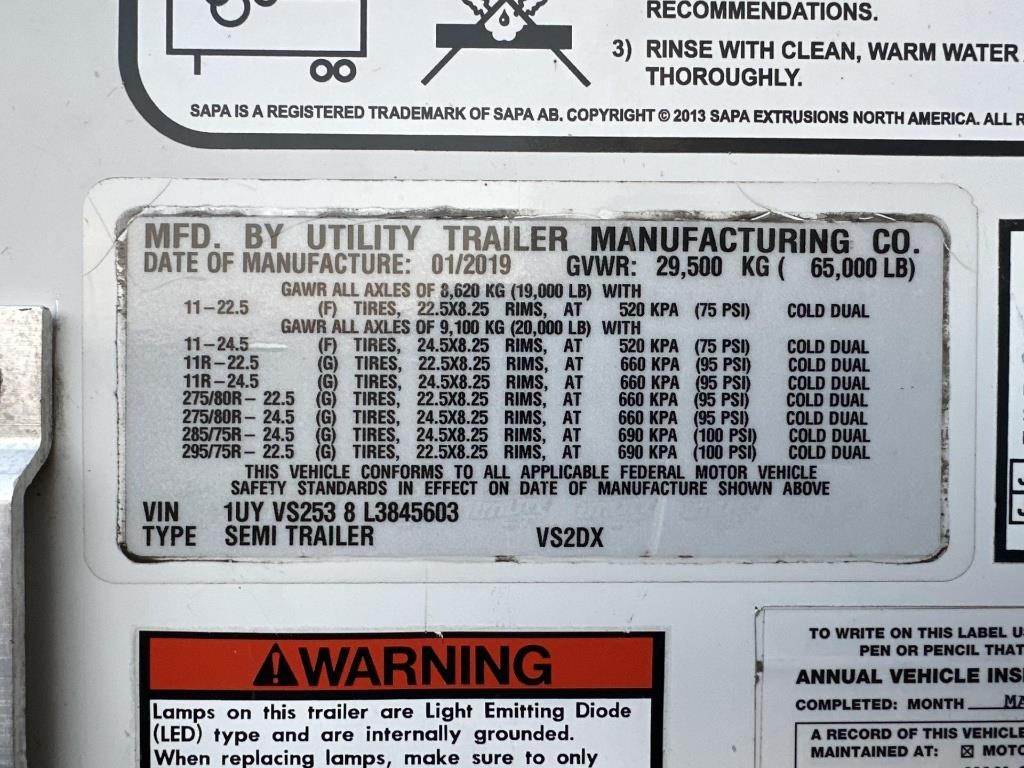 RECOMMENDATIONS.
3) RINSE WITH CLEAN, WARM WATER
THOROUGHLY.
SAPA IS A REGISTERED TRADEMARK OF SAPA AB. COPYRIGHT © 2013 SAPA EXTRUSIONS NORTH AMERICA. ALL R
MFD. BY UTILITY TRAILER MANUFACTURING CO.
DATE OF MANUFACTURE: 01/2019 GVWR: 29,500 KG ( 65,000 LB)
GAWR ALL AXLES OF 8,620 KG (19,000 LB) WITH
11-22.5 (F) TIRES, 22.5X8.25 RIMS, AT 520 KPA (75 PSI) COLD DUAL
GAWR ALL AXLES OF 9,100 KG (20,000 LB) WITH
11-24.5 (F) TIRES, 24.5X8.25 RIMS, AT 520 KPA (75 PSI) COLD DUAL
11R-22.5 (G) TIRES, 22.5X8.25 RIMS, AT 660 KPA (95 PSI) COLD DUAL
11R-24.5 (G) TIRES, 24.5X8.25 RIMS, AT 660 KPA (95 PSI) COLD DUAL
275/80R- 22.5 (G) TIRES, 22.5X8.25 RIMS, AT 660 KPA (95 PSI) COLD DUAL
275/80R- 24.5 (G) TIRES, 24.5X8.25 RIMS, AT 660 KPA (95 PSI) COLD DUAL
285/75R- 24.5 (G) TIRES, 24.5X8.25 RIMS, AT 690 KPA (100 PSI) COLD DUAL
295/75R- 22.5 (G) TIRES, 22.5X8.25 RIMS, AT 690 KPA (100 PSI) COLD DUAL
THIS VEHICLE CONFORMS TO ALL APPLICABLE FEDERAL MOTOR VEHICLE
SAFETY STANDARDS IN EFFECT ON DATE OF MANUFACTURE SHOWN ABOVE
VIN 1UY VS253 8 L3845603
TYPE SEMI TRAILER VS2DX
WARNING
Lamps on this trailer are Light Emitting Diode
(LED) type and are internally grounded.
When replacing lamps, make sure to only
TO WRITE ON THIS LABEL U
PEN OR PENCIL THAT
ANNUAL VEHICLE INS
COMPLETED: MONTH MA
A RECORD OF THIS VEHICLE
MAINTAINED AT: ☒ MOTO